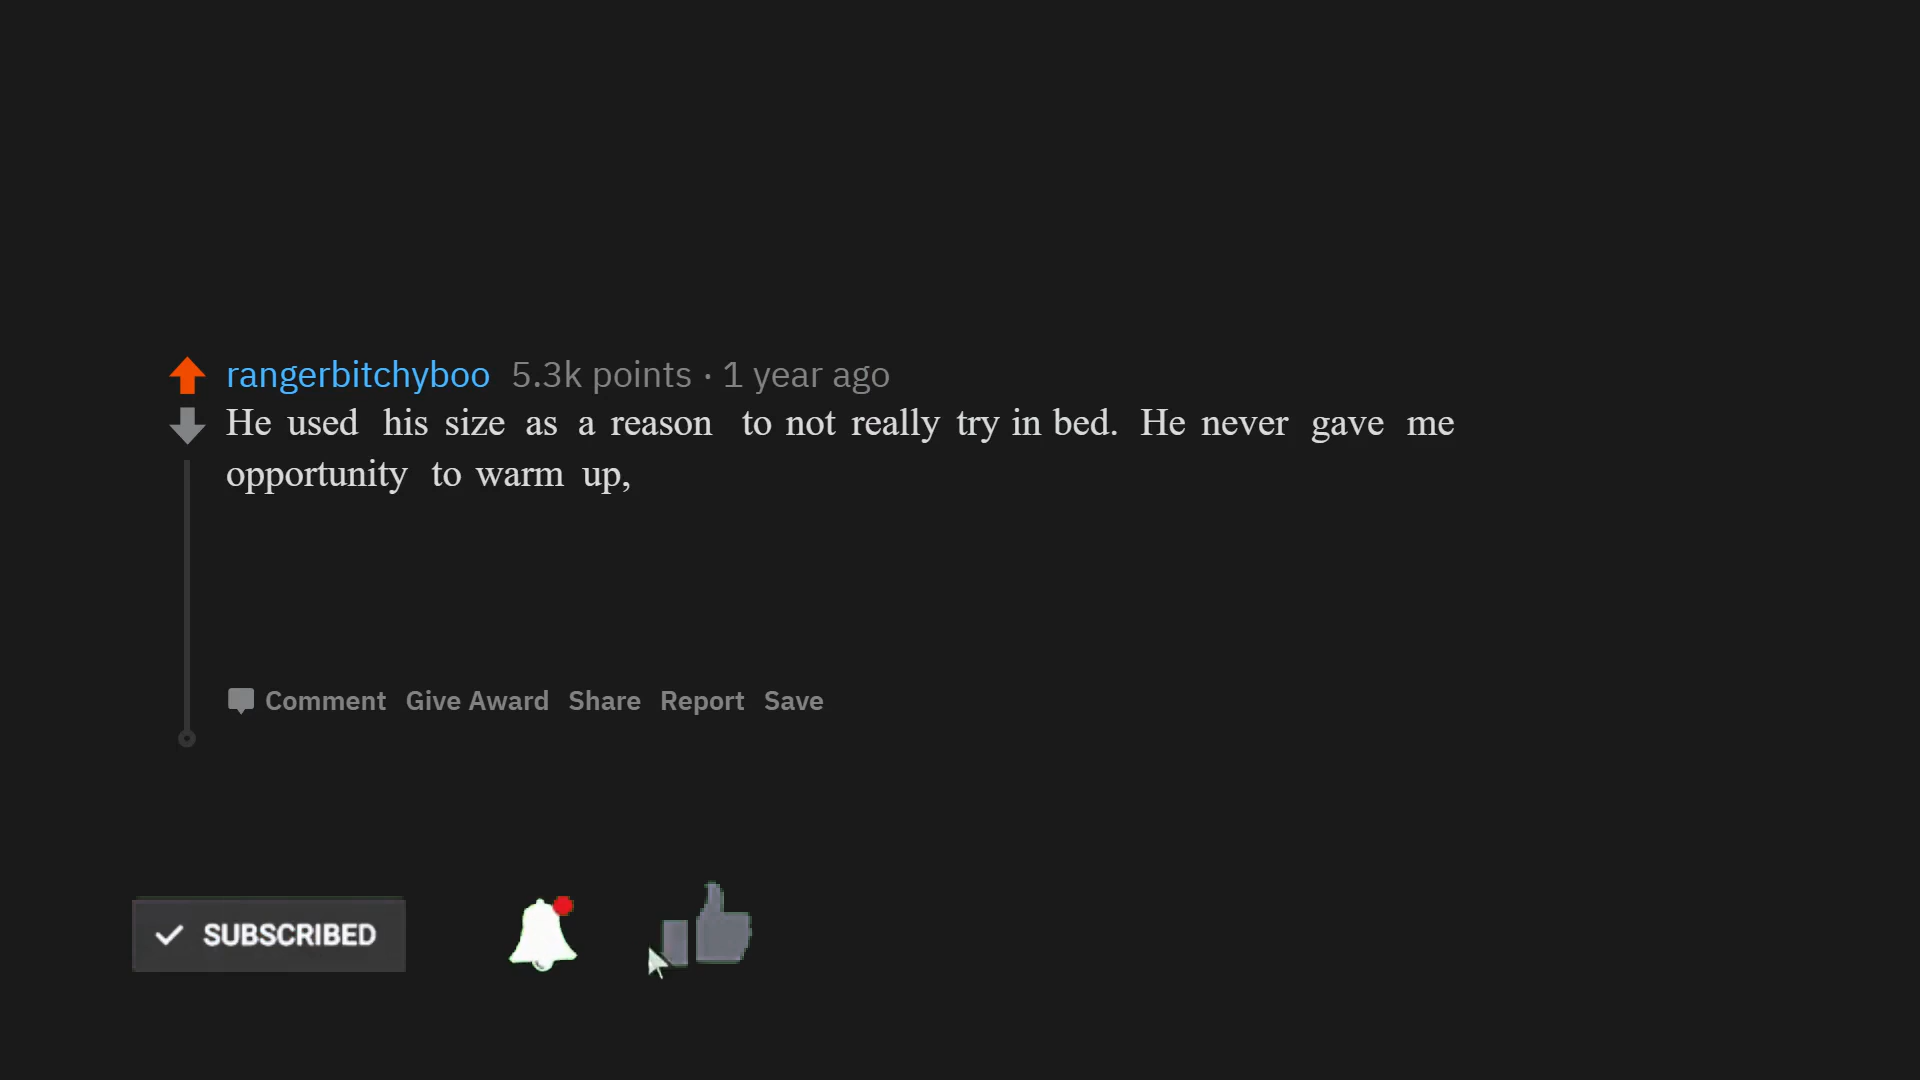 rangerbitchyboo 5.3k points · 1 year ago
He used his size as a reason to not really try in bed. He never gave me
opportunity to warm up,
Comment Give Award Share Report Save
SUBSCRIBED